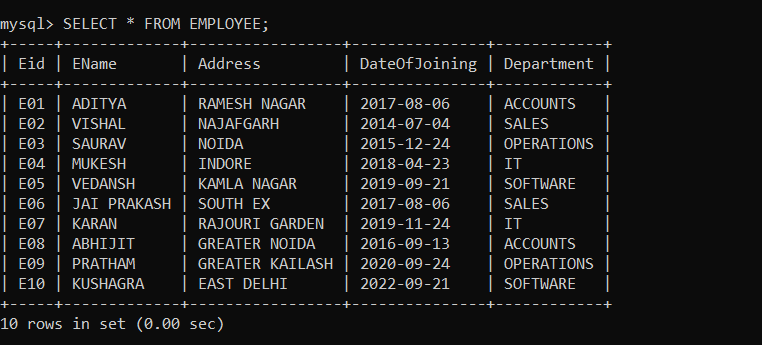 mysql> SELECT * FROM EMPLOYEE;
+-----+-------------+-----------------+---------------+------------+
| Eid | EName       | Address         | DateOfJoining | Department |
+-----+-------------+-----------------+---------------+------------+
| E01 | ADITYA      | RAMESH NAGAR    | 2017-08-06    | ACCOUNTS   |
| E02 | VISHAL      | NAJAFGARH       | 2014-07-04    | SALES      |
| E03 | SAURAV      | NOIDA           | 2015-12-24    | OPERATIONS |
| E04 | MUKESH      | INDORE          | 2018-04-23    | IT         |
| E05 | VEDANSH     | KAMLA NAGAR     | 2019-09-21    | SOFTWARE   |
| E06 | JAI PRAKASH | SOUTH EX        | 2017-08-06    | SALES      |
| E07 | KARAN       | RAJOURI GARDEN  | 2019-11-24    | IT         |
| E08 | ABHIJIT     | GREATER NOIDA   | 2016-09-13    | ACCOUNTS   |
| E09 | PRATHAM     | GREATER KAILASH | 2020-09-24    | OPERATIONS |
| E10 | KUSHAGRA    | EAST DELHI      | 2022-09-21    | SOFTWARE   |
+-----+-------------+-----------------+---------------+------------+
10 rows in set (0.00 sec)